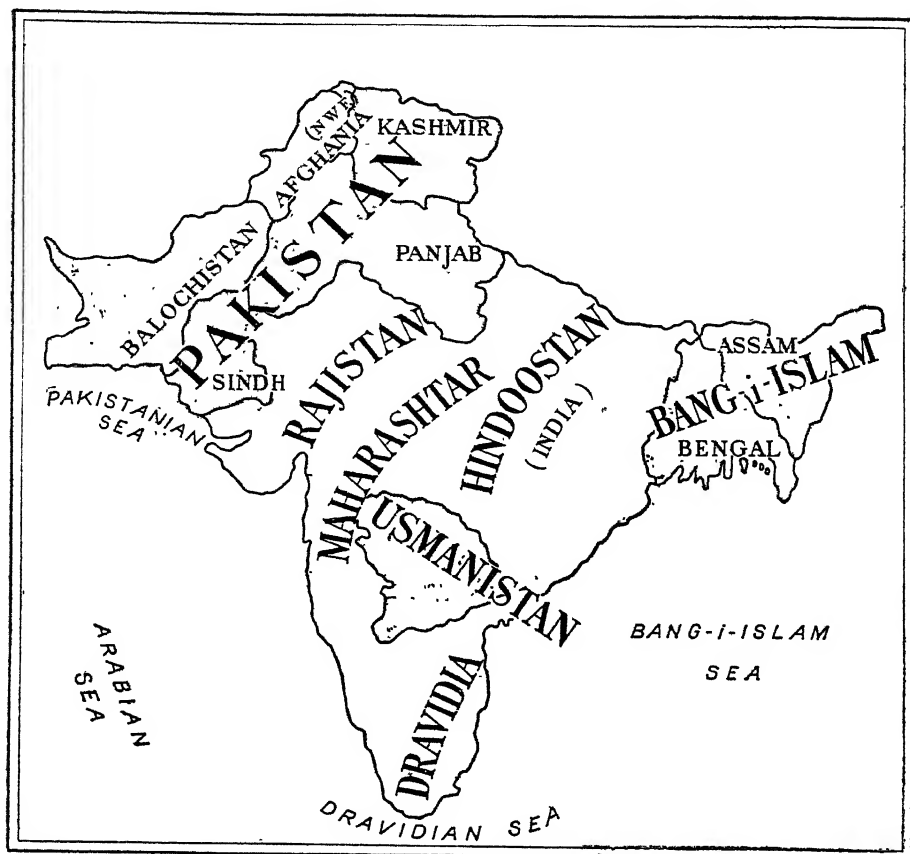 (NWF)
AFGHANIA
KASHMIR
PAKISTAN
PANJAB
BALOCHISTAN
SINDH
PAKISTANIAN
SEA
RAJISTAN
MAHARASHTAR
HINDOOSTAN
(INDIA)
ASSAM
BANG-i-ISLAM
BENGAL
USMANISTAN
ARABIAN
SEA
BANG-i-ISLAM
SEA
DRAVIDIA
DRAVIDIAN SEA